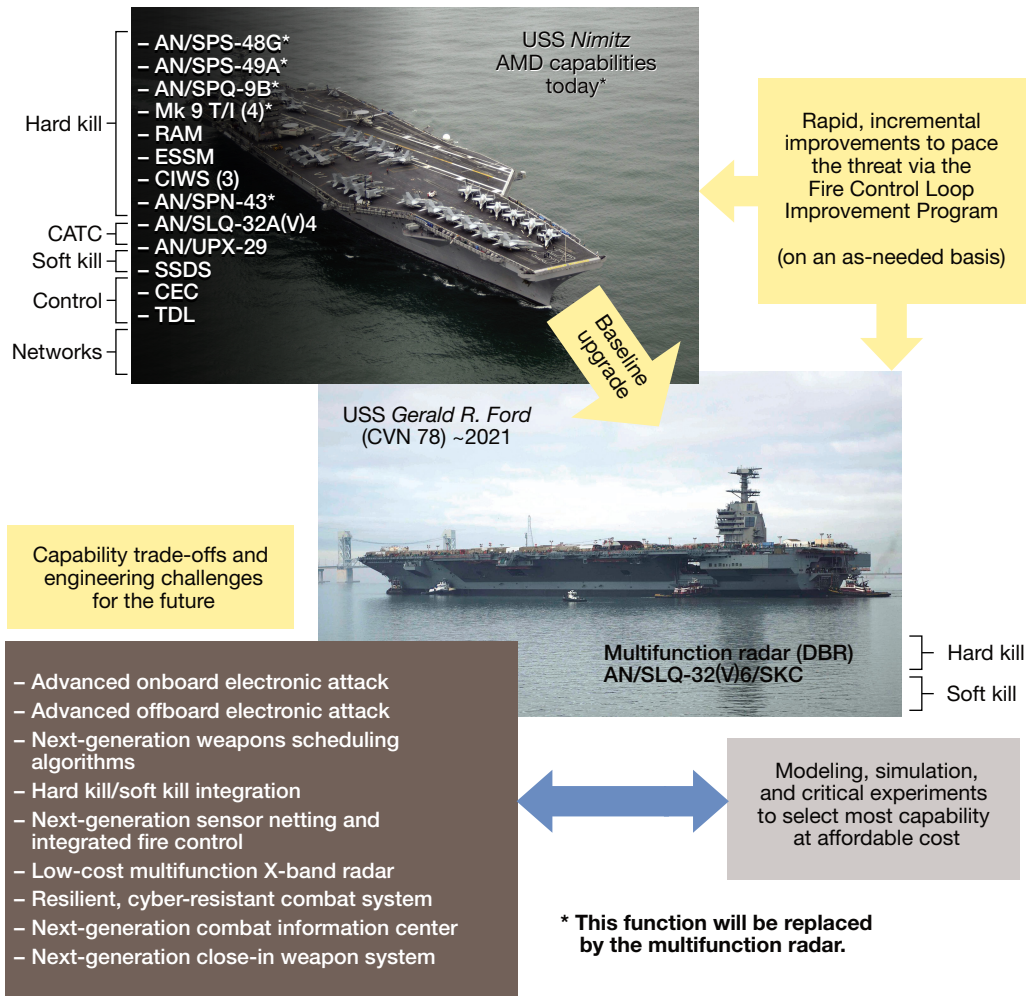 USS Nimitz
AMD capabilities
today*
Hard kill
CATC
Soft kill
Control
Networks
– AN/SPS-48G*
– AN/SPS-49A*
– AN/SPQ-9B*
– Mk 9 T/I (4)*
– RAM
– ESSM
– CIWS (3)
– AN/SPN-43*
– AN/SLQ-32A(V)4
– AN/UPX-29
– SSDS
– CEC
– TDL
Rapid, incremental
improvements to pace
the threat via the
Fire Control Loop
Improvement Program
(on an as-needed basis)
Baseline
upgrade
USS Gerald R. Ford
(CVN 78) ~2021
Multifunction radar (DBR)
AN/SLQ-32(V)6/SKC
Hard kill
Soft kill
Capability trade-offs and
engineering challenges
for the future
– Advanced onboard electronic attack
– Advanced offboard electronic attack
– Next-generation weapons scheduling
algorithms
– Hard kill/soft kill integration
– Next-generation sensor netting and
integrated fire control
– Low-cost multifunction X-band radar
– Resilient, cyber-resistant combat system
– Next-generation combat information center
– Next-generation close-in weapon system
Modeling, simulation,
and critical experiments
to select most capability
at affordable cost
* This function will be replaced
by the multifunction radar.